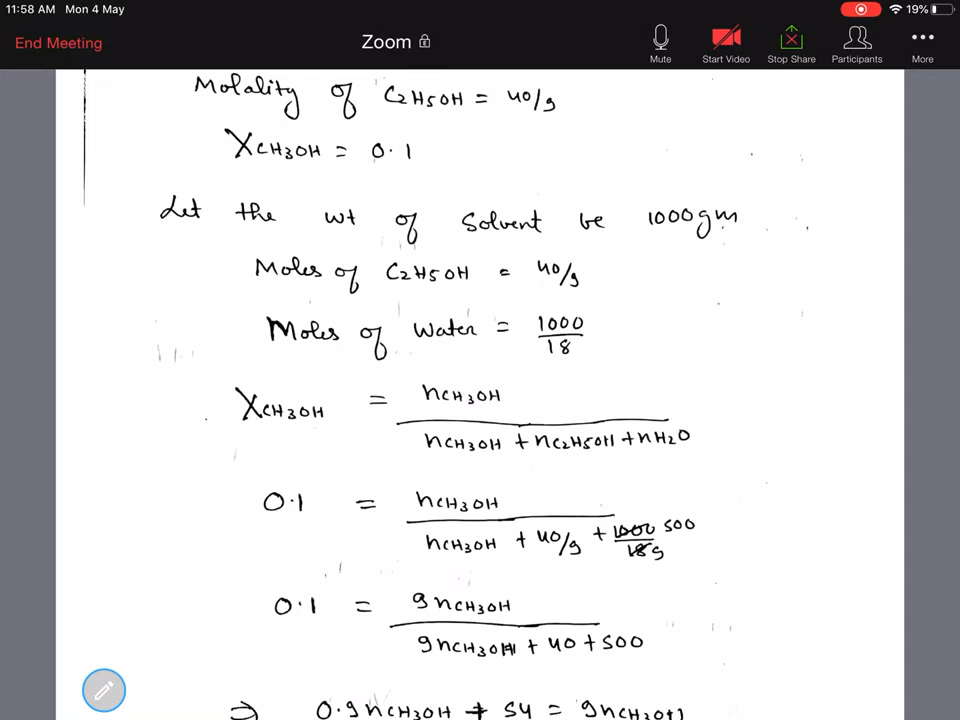 11:58 AM Mon 4 May
19%
End Meeting
Zoom
Mute
Start Video
Stop Share
Participants
More
Molality of C2H5OH = 40/9
XCH3OH = 0.1
Let the wt of Solvent be 1000gm
Moles of C2H5OH = 40/9
Moles of Water = 1000/18
XCH3OH = nCH3OH / nCH3OH + nC2H5OH + nH2O
0.1 = nCH3OH / nCH3OH + 40/9 + 1000/18 500 9
0.1 = 9nCH3OH / 9nCH3OH + 40 + 500
⇒ 0.9nCH3OH + 54 = 9nCH3OH